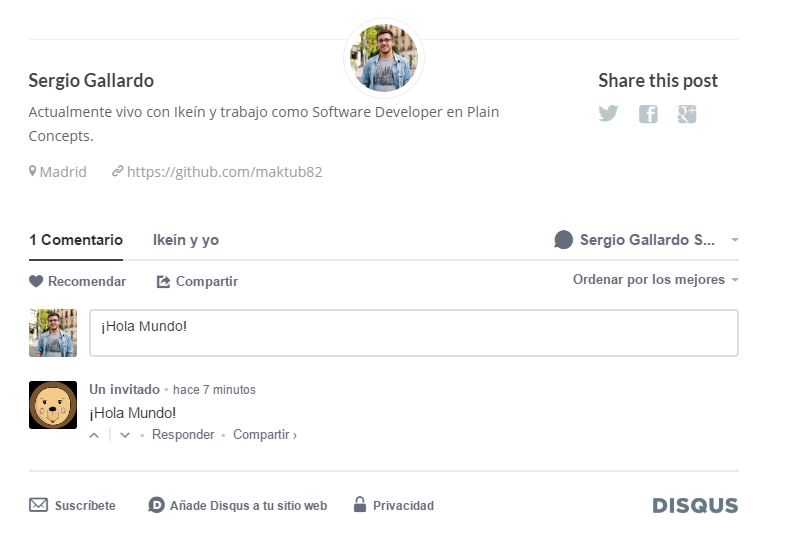 Sergio Gallardo
Share this post
Actualmente vivo con Ikeín y trabajo como Software Developer en Plain
Concepts.
Madrid https://github.com/maktub82
1 Comentario Ikeín y yo Sergio Gallardo S...
Recomendar Compartir Ordenar por los mejores
¡Hola Mundo!
Un invitado • hace 7 minutos
¡Hola Mundo!
• Responder • Compartir ›
Suscríbete Añade Disqus a tu sitio web Privacidad DISQUS